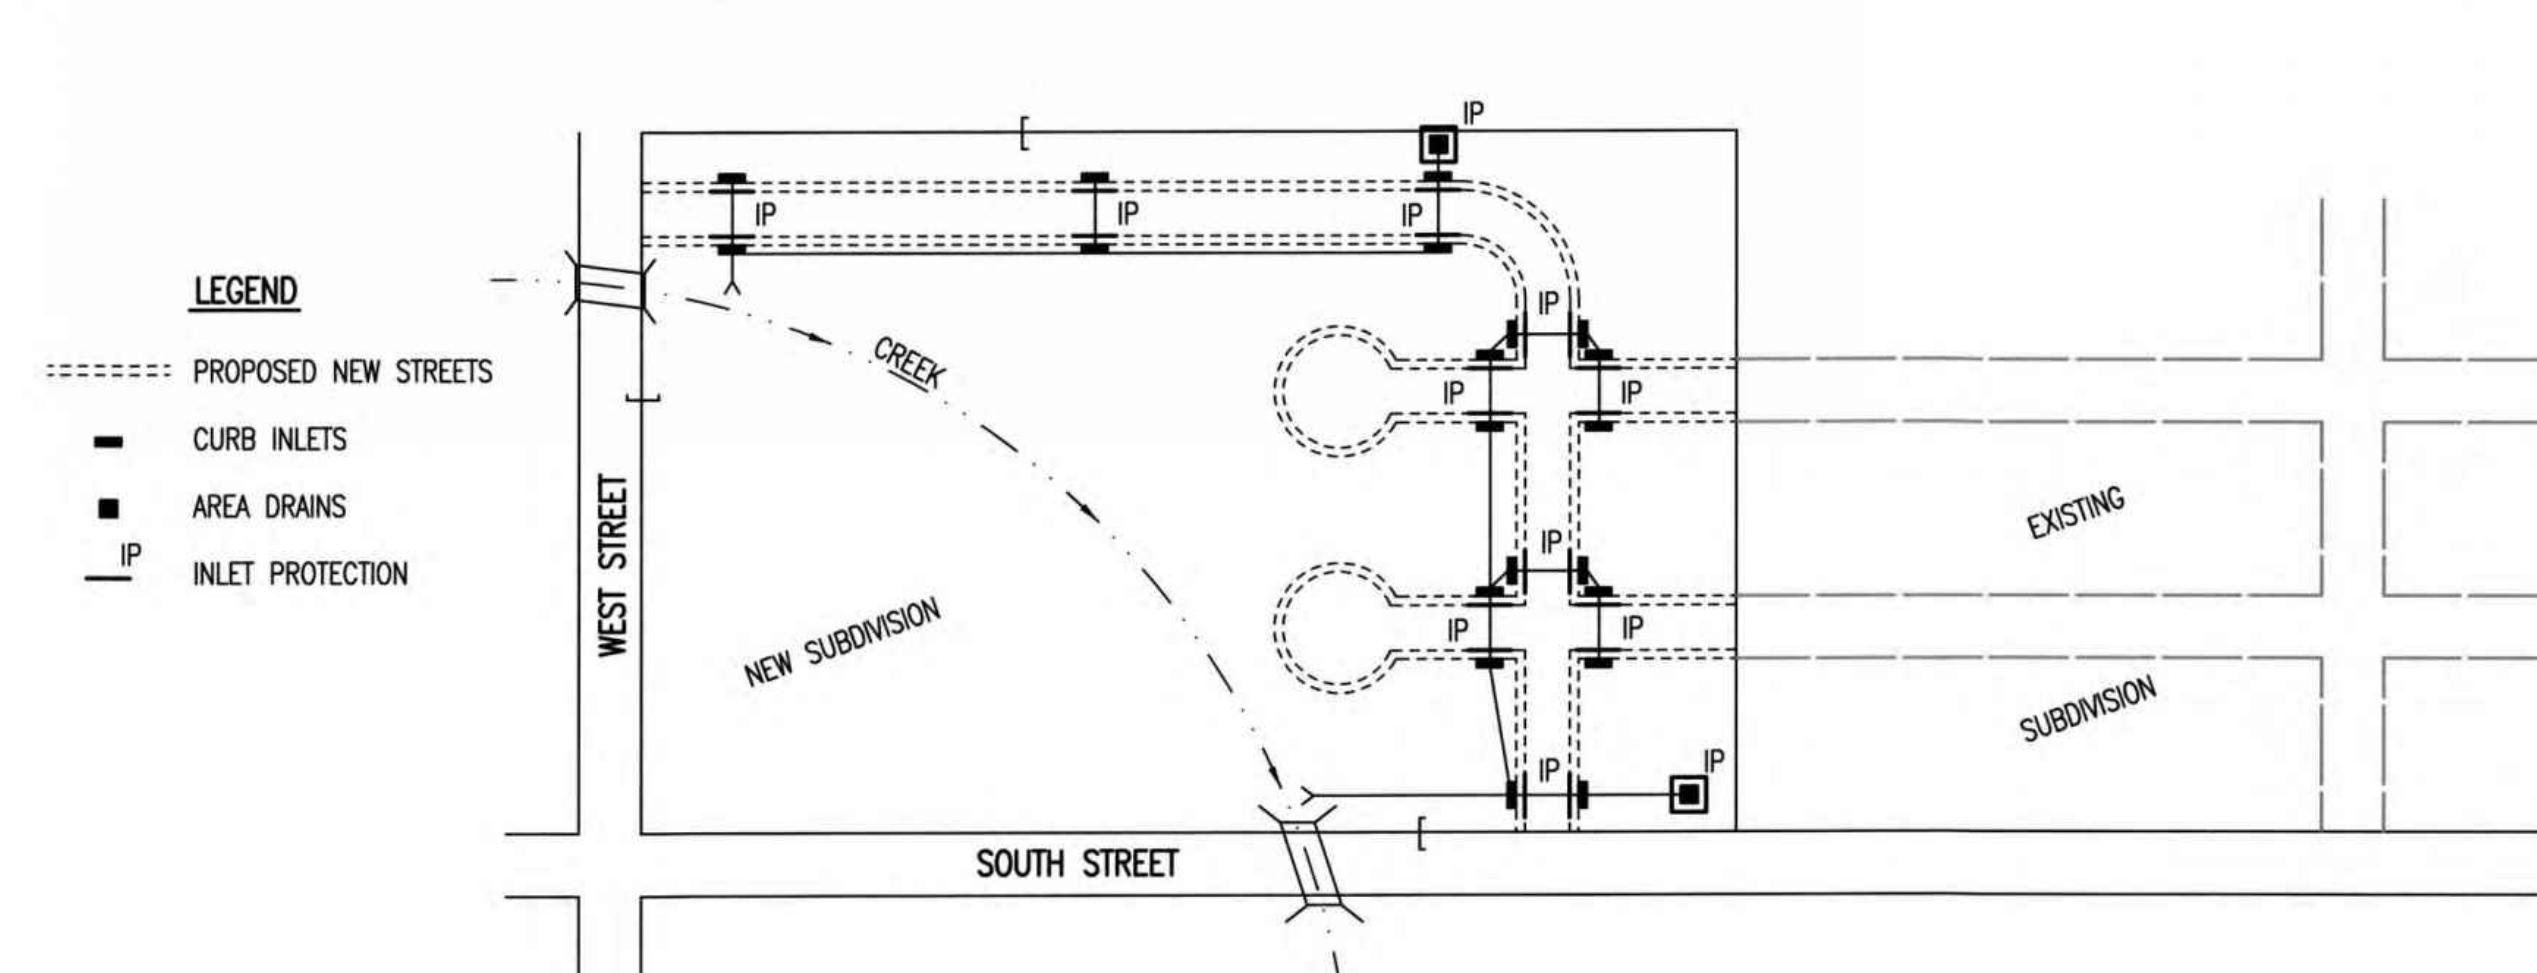 LEGEND
PROPOSED NEW STREETS
CURB INLETS
AREA DRAINS
IP
INLET PROTECTION
WEST STREET
NEW SUBDIVISION
CREEK
SOUTH STREET
IP
IP
IP
IP
IP
IP
IP
IP
IP
IP
IP
IP
EXISTING
SUBDIVISION